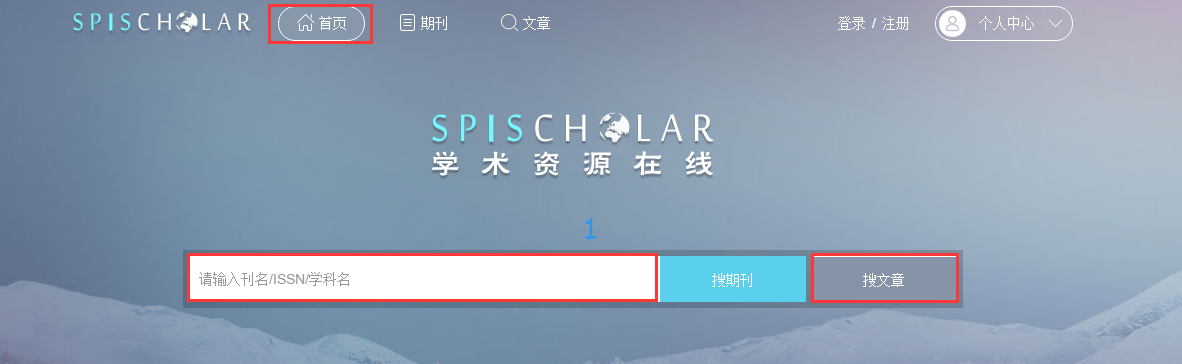 SPISCHOLAR 首页 期刊 文章 登录 / 注册 个人中心
SPISCHOLAR
学术资源在线
1
请输入刊名/ISSN/学科名 搜期刊 搜文章